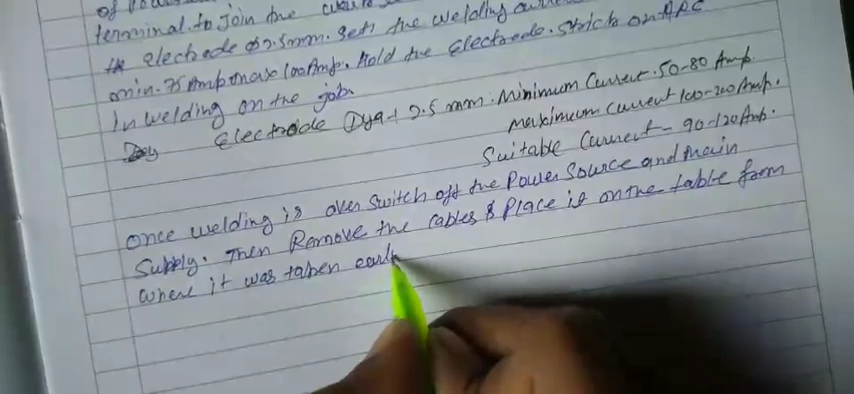 of
terminal to Join the
electrode ø2.5mm. Set the welding
min. 75 Amp max 100 Amp. Hold the Electrode. Strick on ARC
In welding on the job.
Electrode Dya - 2.5 mm. Minimum Current. 50-80 Amp.
Maximum current 100-200 Amp.
Suitable Current - 90-120 Amp.
Once welding is over Switch off the Power Source and main
Supply. Then Remove the cables & Place it on the table from
where it was taken earl